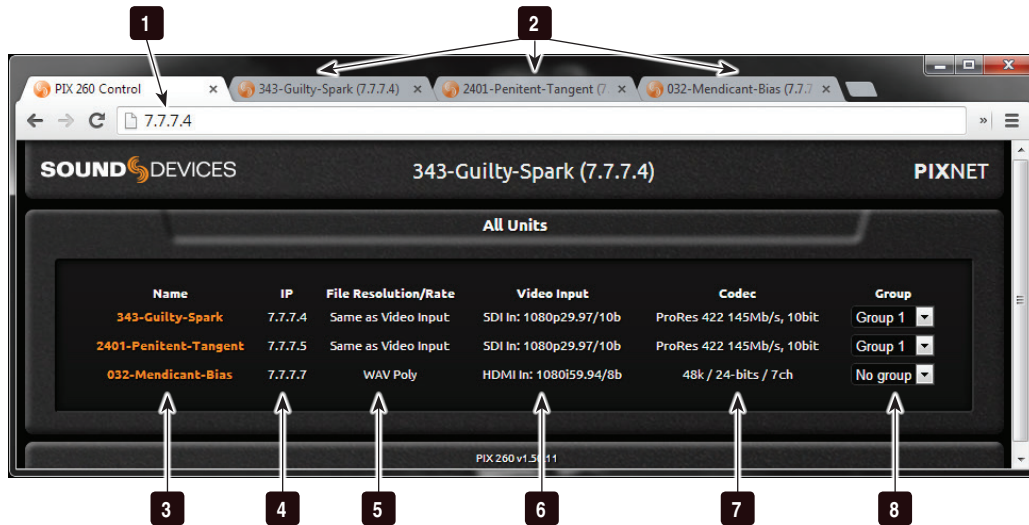 1
2
PIX 260 Control
343-Guilty-Spark (7.7.7.4)
2401-Penitent-Tangent (7.
032-Mendicant-Bias (7.7.7
7.7.7.4
SOUND DEVICES
343-Guilty-Spark (7.7.7.4)
PIXNET
All Units
Name IP File Resolution/Rate Video Input Codec Group
343-Guilty-Spark 7.7.7.4 Same as Video Input SDI In: 1080p29.97/10b ProRes 422 145Mb/s, 10bit Group 1
2401-Penitent-Tangent 7.7.7.5 Same as Video Input SDI In: 1080p29.97/10b ProRes 422 145Mb/s, 10bit Group 1
032-Mendicant-Bias 7.7.7.7 WAV Poly HDMI In: 1080i59.94/8b 48k / 24-bits / 7ch No group
PIX 260
3 4 5 6 7 8